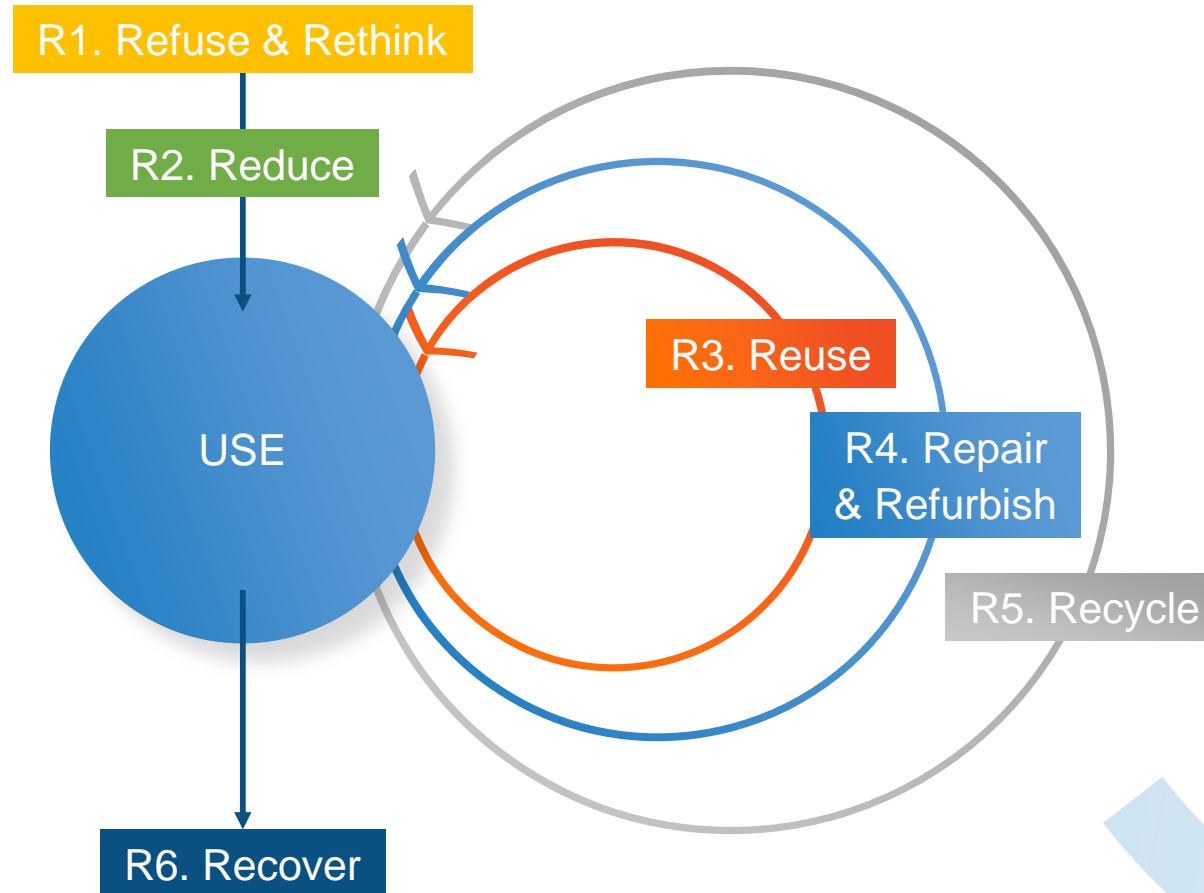 R1. Refuse & Rethink
R2. Reduce
R3. Reuse
USE
R4. Repair
& Refurbish
R5. Recycle
R6. Recover